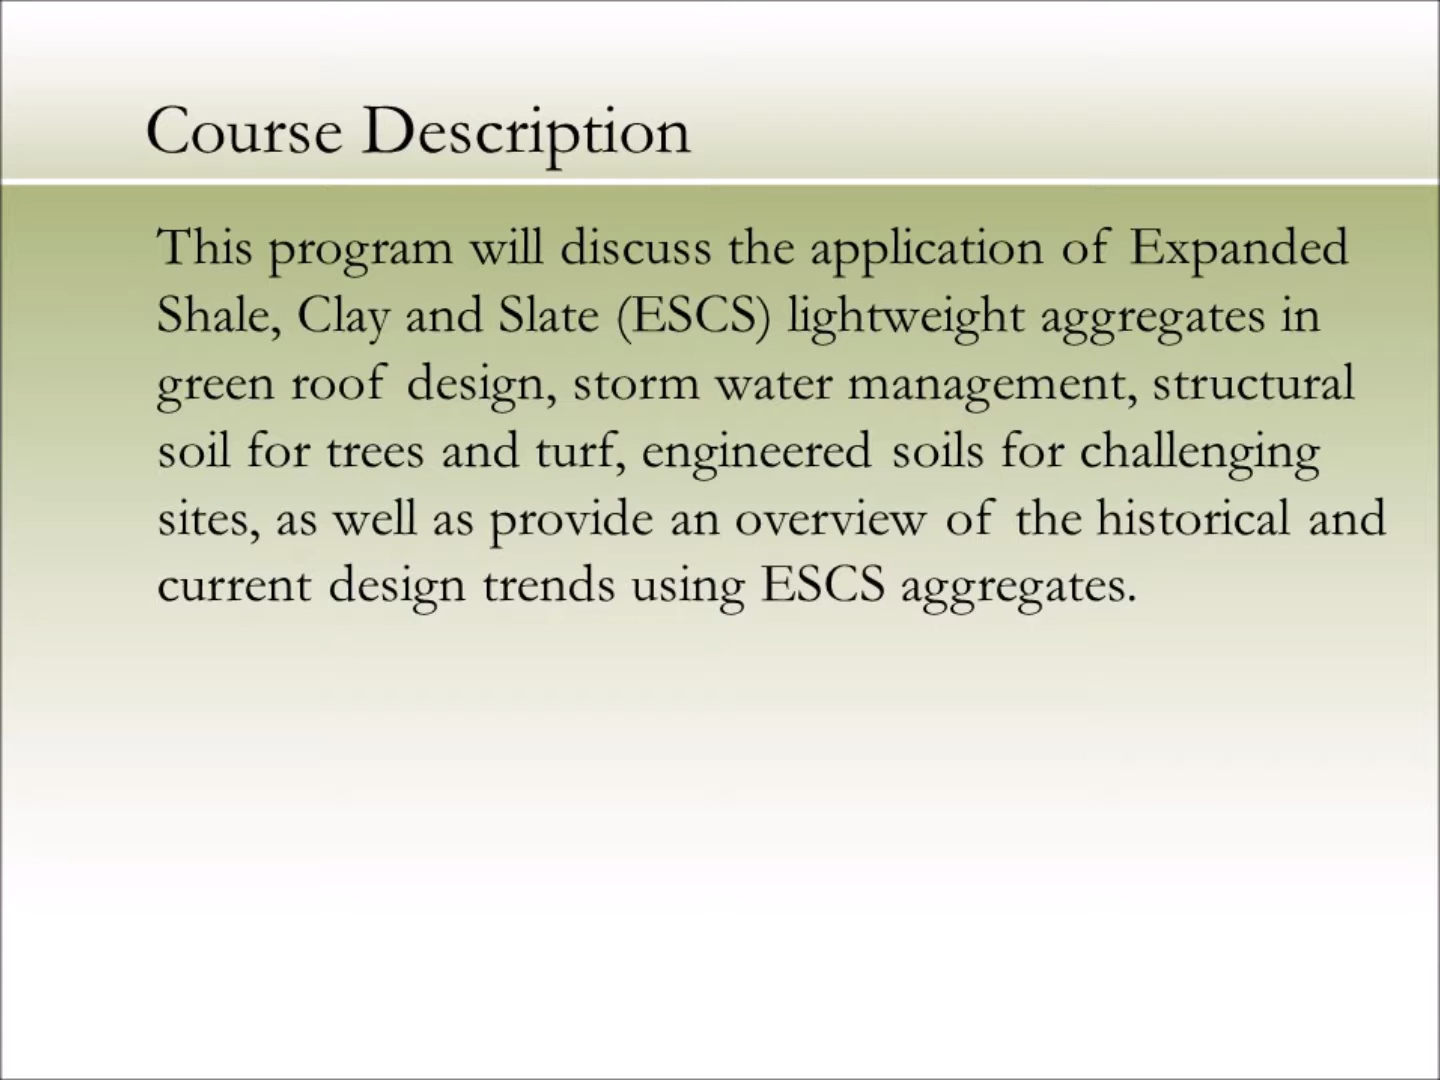 Course Description
This program will discuss the application of Expanded
Shale, Clay and Slate (ESCS) lightweight aggregates in
green roof design, storm water management, structural
soil for trees and turf, engineered soils for challenging
sites, as well as provide an overview of the historical and
current design trends using ESCS aggregates.